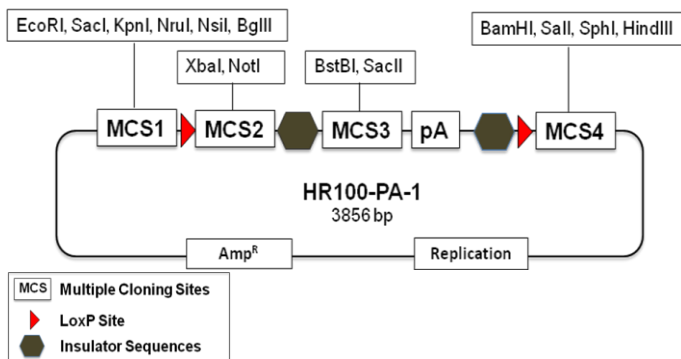 EcoRI, SacI, KpnI, NruI, NsiI, BglII
BamHI, SalI, SphI, HindIII
XbaI, NotI
BstBI, SacII
MCS1
MCS2
MCS3
pA
MCS4
HR100-PA-1
3856 bp
Amp^R
Replication
MCS Multiple Cloning Sites
LoxP Site
Insulator Sequences